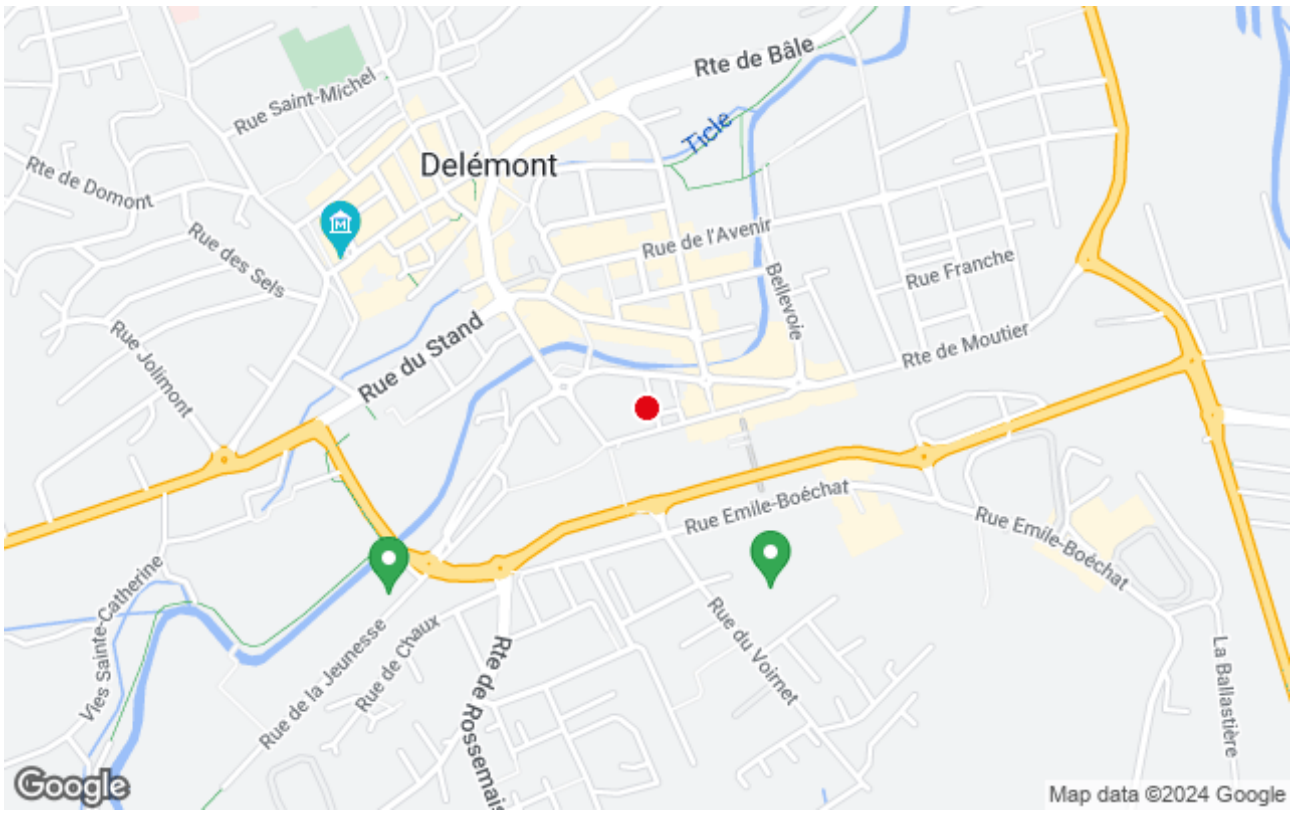 Rte de Bâle
Rue Saint-Michel
Ticle
Delémont
Rte de Domont
M
Rue de l'Avenir
Rue des Sels
Rue Franche
Bellevoie
Rue du Stand
Rue Jolimont
Rte de Moutier
Rue Emile-Boéchat
Rue Emile-Boéchat
Vies Sainte-Catherine
Rue de la Jeunesse
Rue de Chaux
Rte de Rossemais
Rue du Voirnet
La Ballastière
Google
Map data ©2024 Google